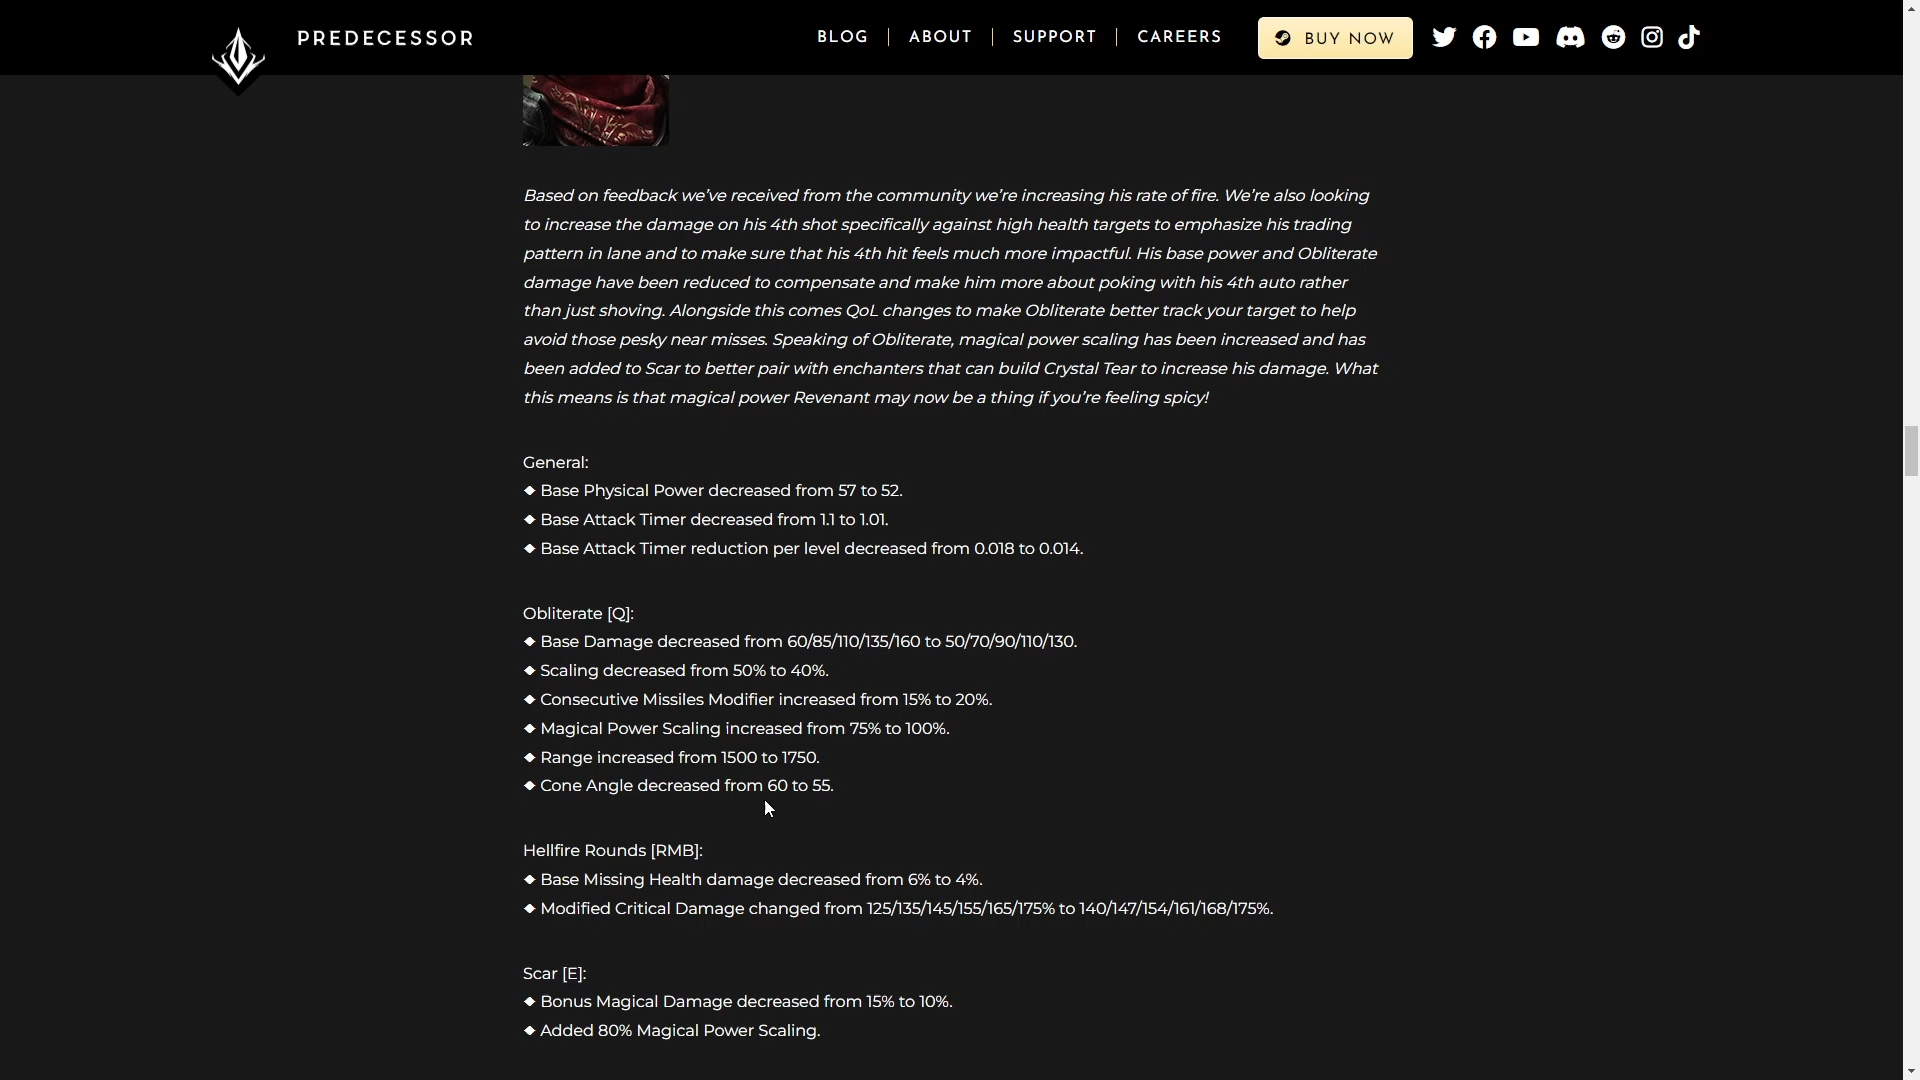 PREDECESSOR
BLOG | ABOUT | SUPPORT | CAREERS
BUY NOW
Based on feedback we've received from the community we're increasing his rate of fire. We're also looking
to increase the damage on his 4th shot specifically against high health targets to emphasize his trading
pattern in lane and to make sure that his 4th hit feels much more impactful. His base power and Obliterate
damage have been reduced to compensate and make him more about poking with his 4th auto rather
than just shoving. Alongside this comes QoL changes to make Obliterate better track your target to help
avoid those pesky near misses. Speaking of Obliterate, magical power scaling has been increased and has
been added to Scar to better pair with enchanters that can build Crystal Tear to increase his damage. What
this means is that magical power Revenant may now be a thing if you're feeling spicy!
General:
◆ Base Physical Power decreased from 57 to 52.
◆ Base Attack Timer decreased from 1.1 to 1.01.
◆ Base Attack Timer reduction per level decreased from 0.018 to 0.014.
Obliterate [Q]:
◆ Base Damage decreased from 60/85/110/135/160 to 50/70/90/110/130.
◆ Scaling decreased from 50% to 40%.
◆ Consecutive Missiles Modifier increased from 15% to 20%.
◆ Magical Power Scaling increased from 75% to 100%.
◆ Range increased from 1500 to 1750.
◆ Cone Angle decreased from 60 to 55.
Hellfire Rounds [RMB]:
◆ Base Missing Health damage decreased from 6% to 4%.
◆ Modified Critical Damage changed from 125/135/145/155/165/175% to 140/147/154/161/168/175%.
Scar [E]:
◆ Bonus Magical Damage decreased from 15% to 10%.
◆ Added 80% Magical Power Scaling.